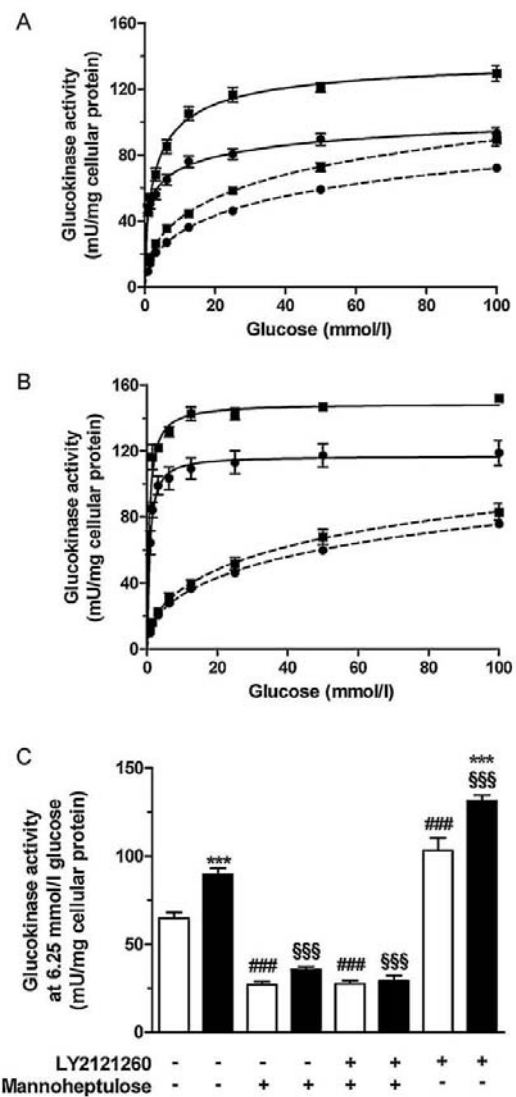 A
Glucokinase activity
(mU/mg cellular protein)
160
120
80
40
0
0 20 40 60 80 100
Glucose (mmol/l)
B
Glucokinase activity
(mU/mg cellular protein)
160
120
80
40
0
0 20 40 60 80 100
Glucose (mmol/l)
C
Glucokinase activity
at 6.25 mmol/l glucose
(mU/mg cellular protein)
150
100
50
0
*** ### §§§ ### §§§ ### *** §§§
LY2121260 - - - - + + + +
Mannoheptulose - - + + + + - -